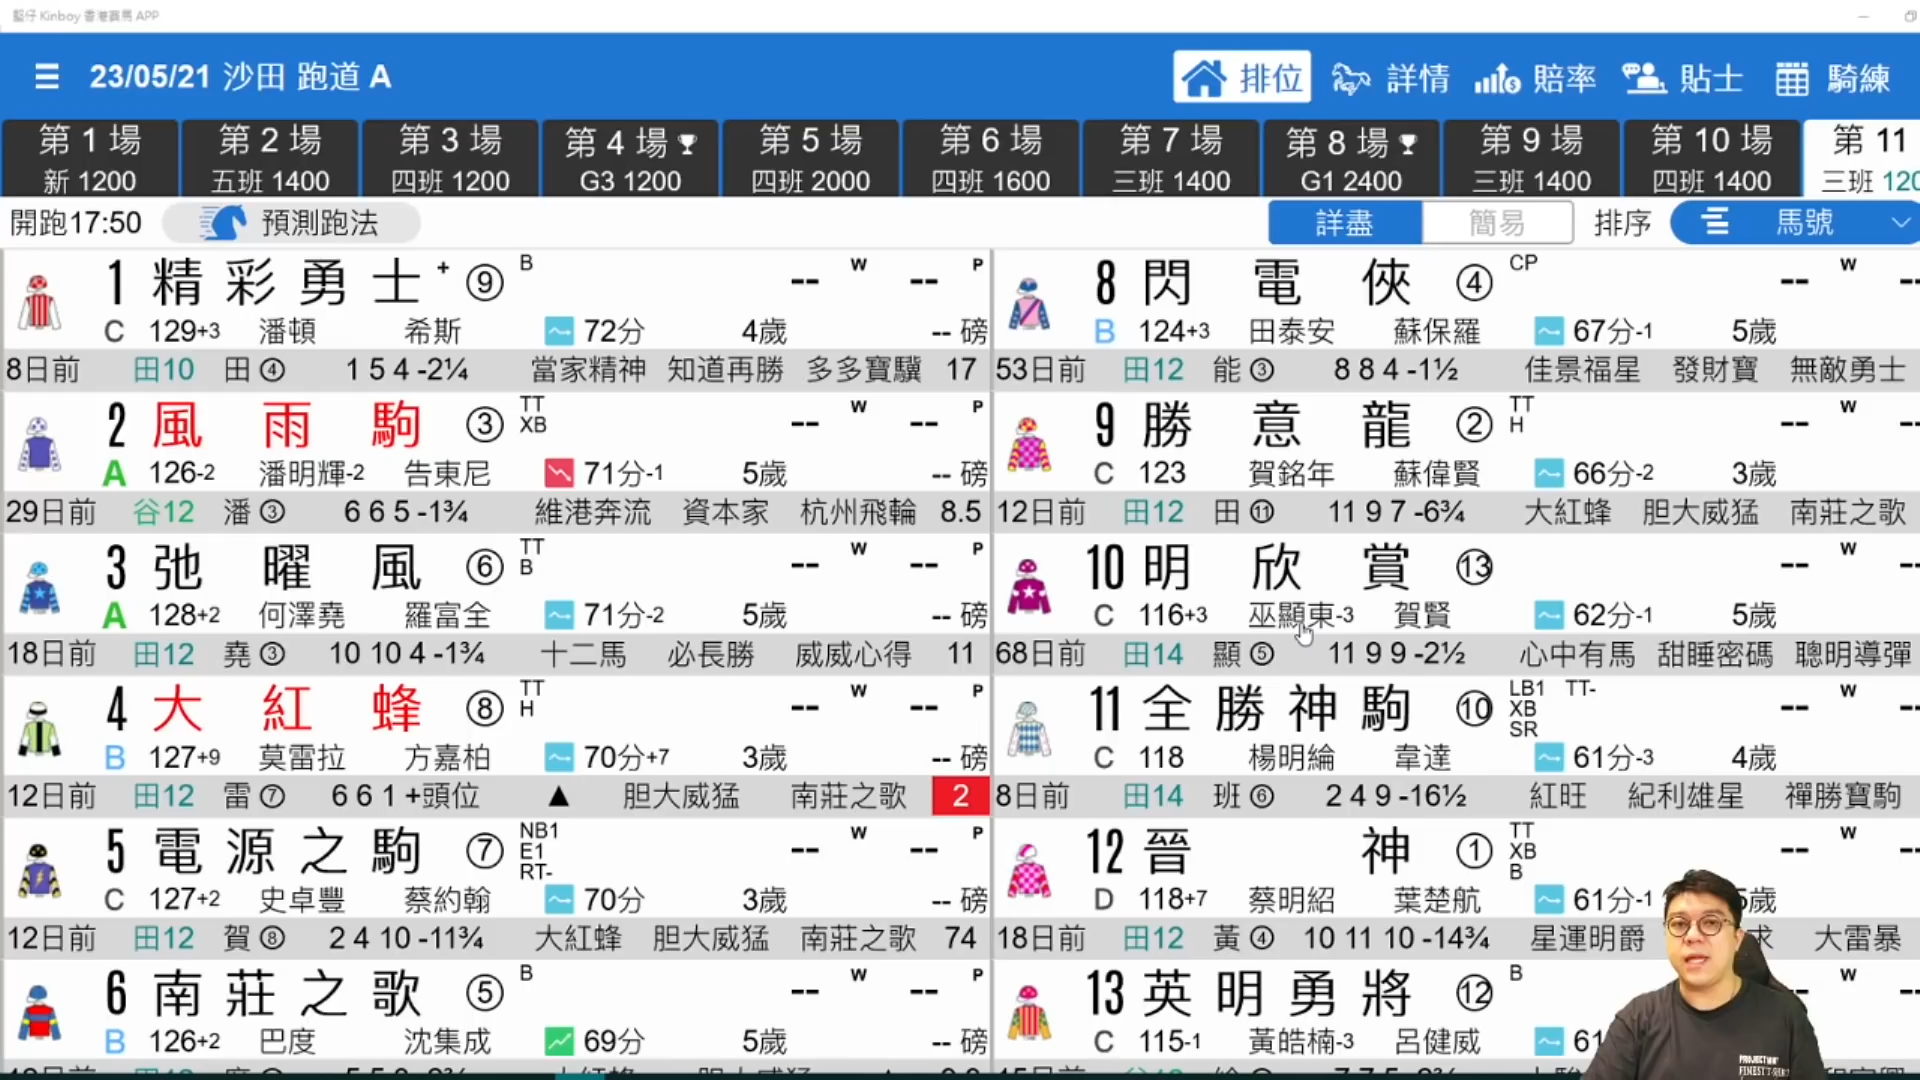 藍仔 Kinboy 香港賽馬 APP
23/05/21 沙田 跑道 A
排位 詳情 賠率 貼士 騎練
第 1 場 第 2 場 第 3 場 第 4 場 第 5 場 第 6 場 第 7 場 第 8 場 第 9 場 第 10 場 第 11
新 1200 五班 1400 四班 1200 G3 1200 四班 2000 四班 1600 三班 1400 G1 2400 三班 1400 四班 1400 三班 120
開跑17:50 預測跑法 詳盡 簡易 排序 馬號
1 精彩勇士+ ⑨ B -- W -- P
C 129+3 潘頓 希斯 72分 4歲 -- 磅
8日前 田10 田④ 1 5 4 -2¼ 當家精神 知道再勝 多多寶驥 17
2 風雨駒 ③ TT XB -- W -- P
A 126-2 潘明輝-2 告東尼 71分-1 5歲 -- 磅
29日前 谷12 潘③ 6 6 5 -1¾ 維港奔流 資本家 杭州飛輪 8.5
3 弛曜風 ⑥ TT B -- W -- P
A 128+2 何澤堯 羅富全 71分-2 5歲 -- 磅
18日前 田12 堯③ 10 10 4 -1¾ 十二馬 必長勝 威威心得 11
4 大紅蜂 ⑧ TT H -- W -- P
B 127+9 莫雷拉 方嘉柏 70分+7 3歲 -- 磅
12日前 田12 雷⑦ 6 6 1 +頭位 ▲ 胆大威猛 南莊之歌 2
5 電源之駒 ⑦ NB1 E1 RT- -- W -- P
C 127+2 史卓豐 蔡約翰 70分 3歲 -- 磅
12日前 田12 賀⑧ 2 4 10 -11¾ 大紅蜂 胆大威猛 南莊之歌 74
6 南莊之歌 ⑤ B -- W -- P
B 126+2 巴度 沈集成 69分 5歲 -- 磅
8 閃電俠 ④ CP -- W --
B 124+3 田泰安 蘇保羅 67分-1 5歲
53日前 田12 能③ 8 8 4 -1½ 佳景福星 發財寶 無敵勇士
9 勝意龍 ② TT H -- W --
C 123 賀銘年 蘇偉賢 66分-2 3歲
12日前 田12 田⑪ 11 9 7 -6¾ 大紅蜂 胆大威猛 南莊之歌
10 明欣賞 ⑬ -- W --
C 116+3 巫顯東-3 賀賢 62分-1 5歲
68日前 田14 顯⑤ 11 9 9 -2½ 心中有馬 甜睡密碼 聰明導彈
11 全勝神駒 ⑩ LB1 TT- XB SR -- W --
C 118 楊明綸 韋達 61分-3 4歲
8日前 田14 班⑥ 2 4 9 -16½ 紅旺 紀利雄星 禪勝寶駒
12 晉神 ① TT XB B -- W --
D 118+7 蔡明紹 葉楚航 61分-1 歲
18日前 田12 黃④ 10 11 10 -14¾ 星運明爵 求 大雷暴
13 英明勇將 ⑫ B W --
C 115-1 黃皓楠-3 呂健威 61